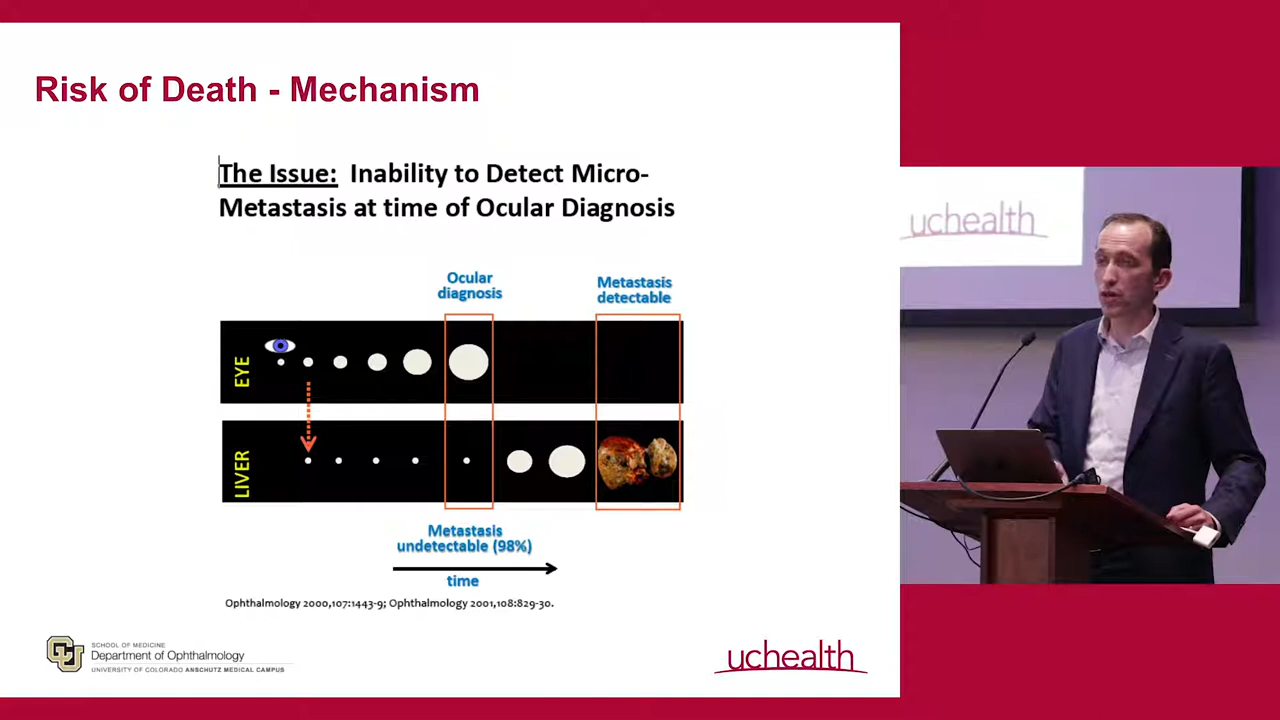 Risk of Death - Mechanism
The Issue: Inability to Detect Micro-
Metastasis at time of Ocular Diagnosis
Ocular
diagnosis
Metastasis
detectable
EYE
LIVER
Metastasis
undetectable (98%)
time
Ophthalmology 2000,107:1443-9; Ophthalmology 2001,108:829-30.
CU
SCHOOL OF MEDICINE
Department of Ophthalmology
UNIVERSITY OF COLORADO ANSCHUTZ MEDICAL CAMPUS
uchealth
uchealth